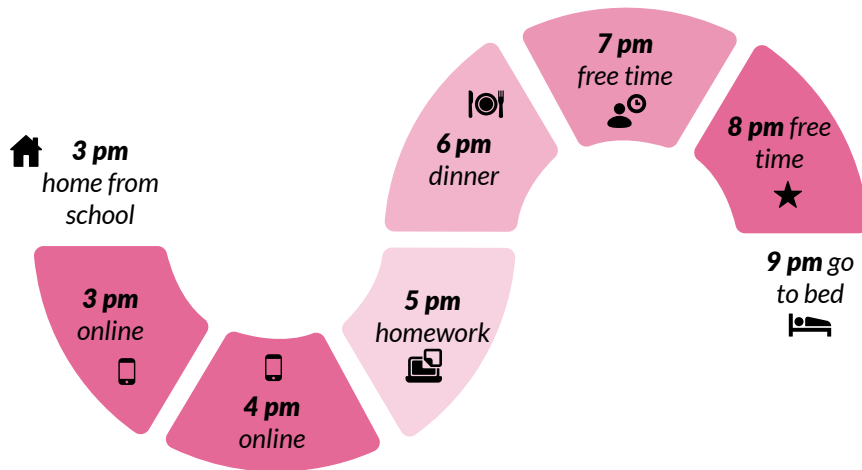 3 pm
home from
school
3 pm
online
4 pm
online
5 pm
homework
6 pm
dinner
7 pm
free time
8 pm free
time
9 pm go
to bed